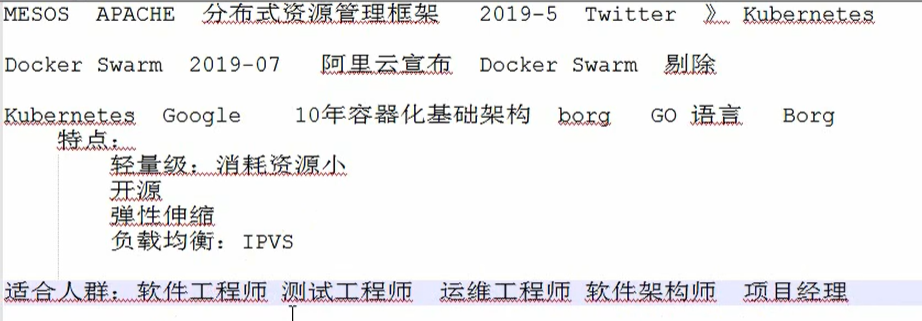 MESOS APACHE 分布式资源管理框架 2019-5 Twitter 》 Kubernetes
Docker Swarm 2019-07 阿里云宣布 Docker Swarm 剔除
Kubernetes Google 10年容器化基础架构 borg GO 语言 Borg
特点：
轻量级：消耗资源小
开源
弹性伸缩
负载均衡：IPVS
适合人群：软件工程师 测试工程师 运维工程师 软件架构师 项目经理